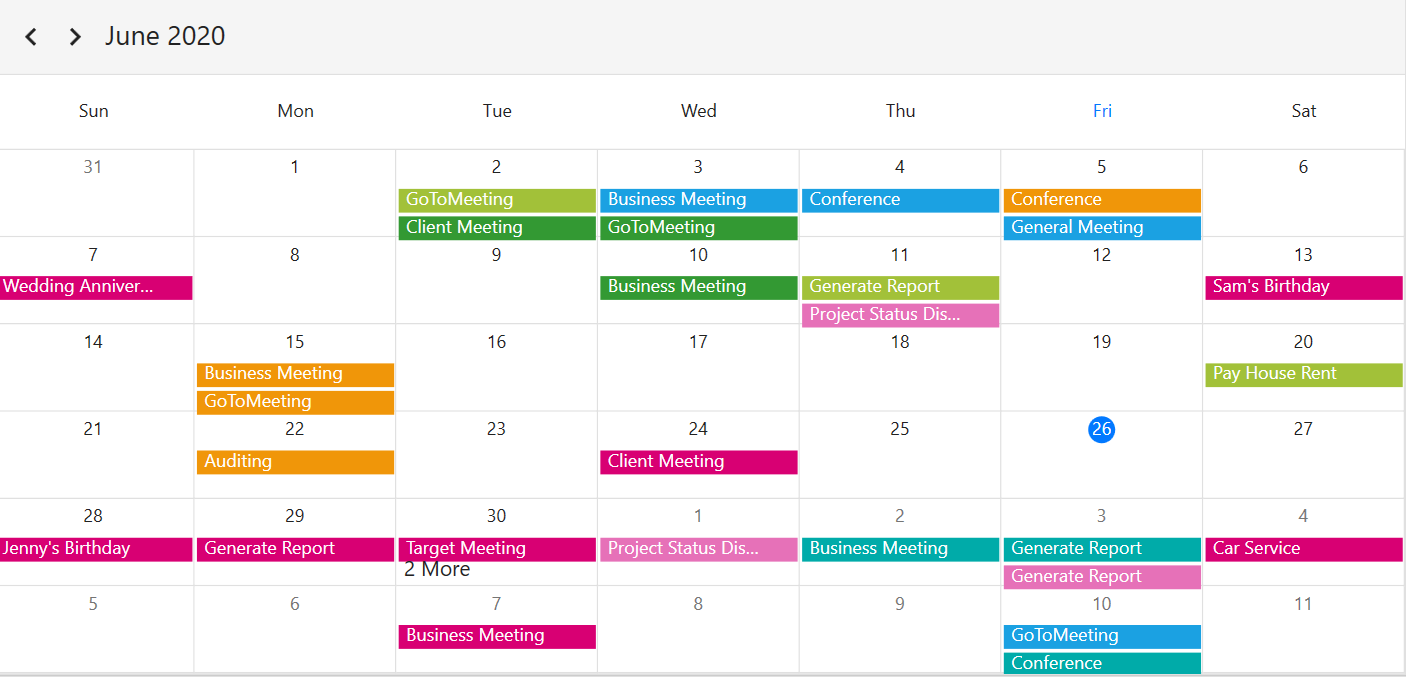 June 2020
Sun Mon Tue Wed Thu Fri Sat
31 1 2 3 4 5 6
GoToMeeting Business Meeting Conference Conference
Client Meeting GoToMeeting General Meeting
7 8 9 10 11 12 13
Wedding Anniver... Business Meeting Generate Report Sam's Birthday
Project Status Dis...
14 15 16 17 18 19 20
Business Meeting Pay House Rent
GoToMeeting
21 22 23 24 25 26 27
Auditing Client Meeting
28 29 30 1 2 3 4
Jenny's Birthday Generate Report Target Meeting Project Status Dis... Business Meeting Generate Report Car Service
2 More Generate Report
5 6 7 8 9 10 11
Business Meeting GoToMeeting
Conference